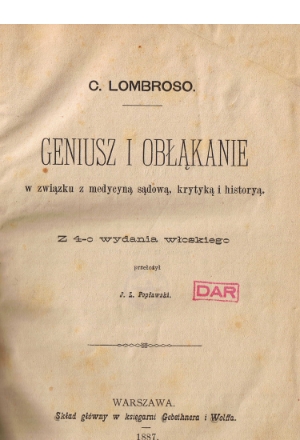 C. LOMBROSO.
GENIUSZ I OBŁĄKANIE
w związku z medycyną sądową, krytyką i historyą.
Z 4-o wydania włoskiego
przełożył
J. L. Popławski.
DAR
WARSZAWA.
Skład główny w księgarni Gebethnera i Wolffa.
1887.